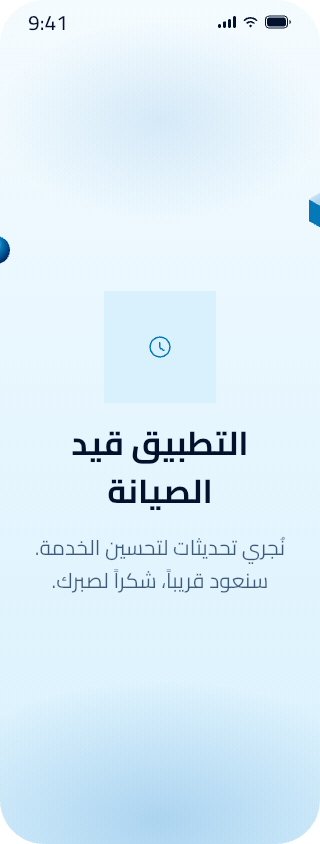 9:41
التطبيق قيد
الصيانة
نُجري تحديثات لتحسين الخدمة.
سنعود قريباً، شكراً لصبرك.